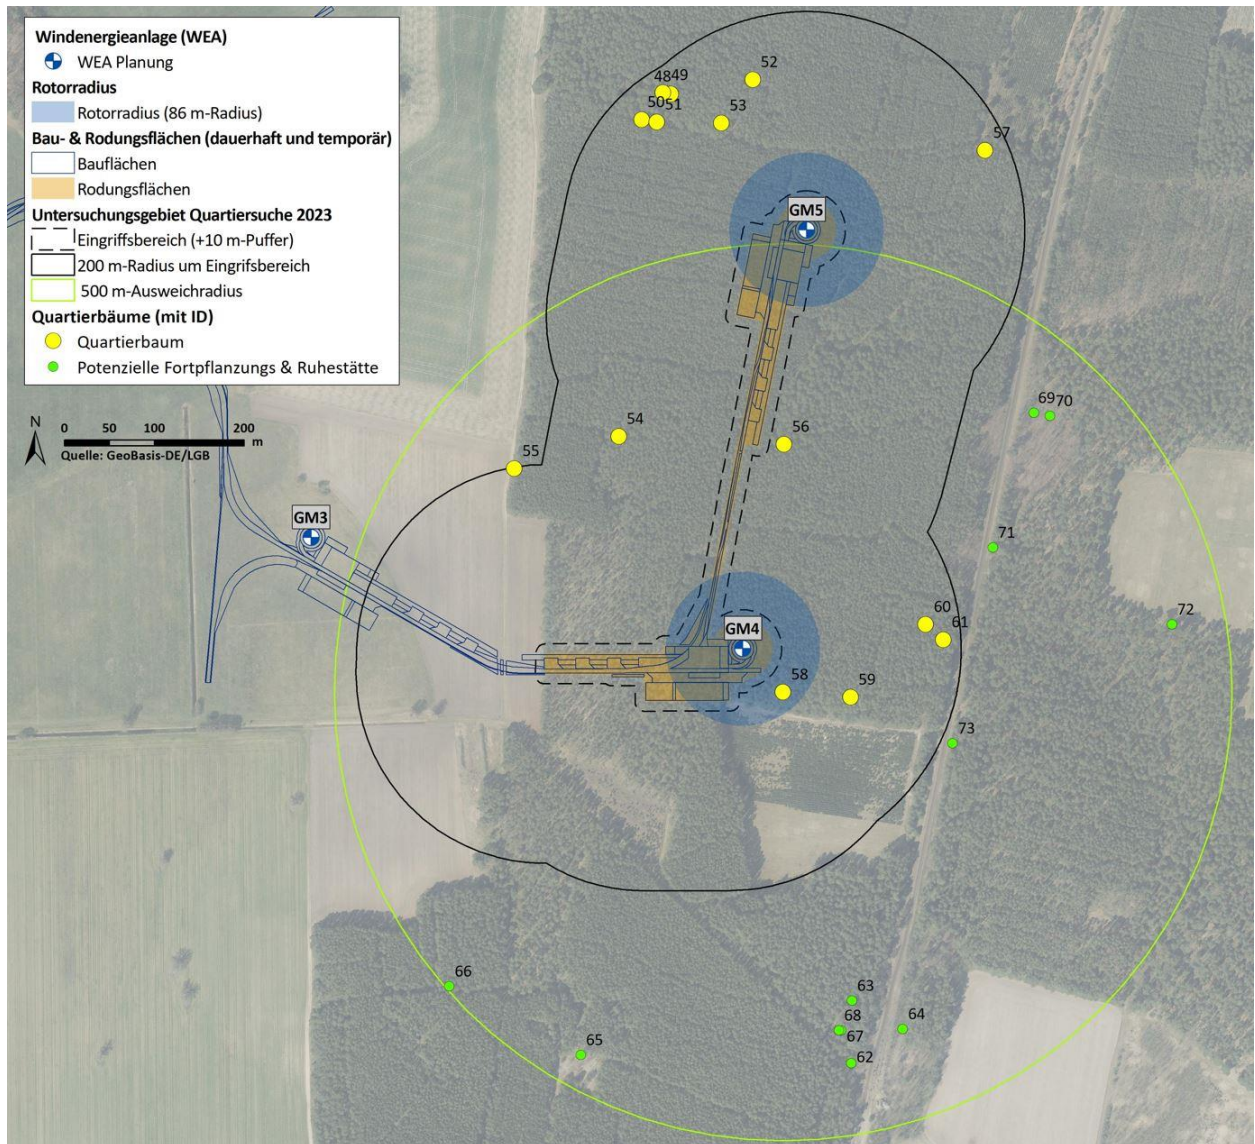 Windenergieanlage (WEA)
WEA Planung
Rotorradius
Rotorradius (86 m-Radius)
Bau- & Rodungsflächen (dauerhaft und temporär)
Bauflächen
Rodungsflächen
Untersuchungsgebiet Quartiersuche 2023
Eingriffsbereich (+10 m-Puffer)
200 m-Radius um Eingrifsbereich
500 m-Ausweichradius
Quartierbäume (mit ID)
Quartierbaum
Potenzielle Fortpflanzungs & Ruhestätte
N
0 50 100 200
m
Quelle: GeoBasis-DE/LGB
52
48 49
50 51
53
57
GM5
69 70
54
56
55
GM3
71
60
61
72
GM4
58
59
73
66
63
68
64
67
65
62